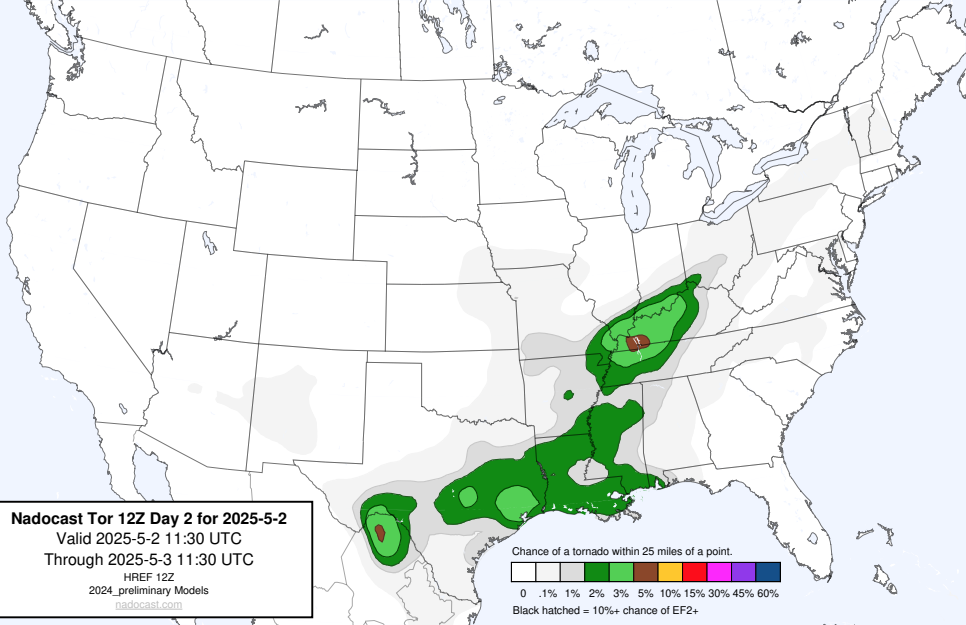 Nadocast Tor 12Z Day 2 for 2025-5-2
Valid 2025-5-2 11:30 UTC
Through 2025-5-3 11:30 UTC
HREF 12Z
2024_preliminary Models
nadocast.com
Chance of a tornado within 25 miles of a point.
0 .1% 1% 2% 3% 5% 10% 15% 30% 45% 60%
Black hatched = 10%+ chance of EF2+